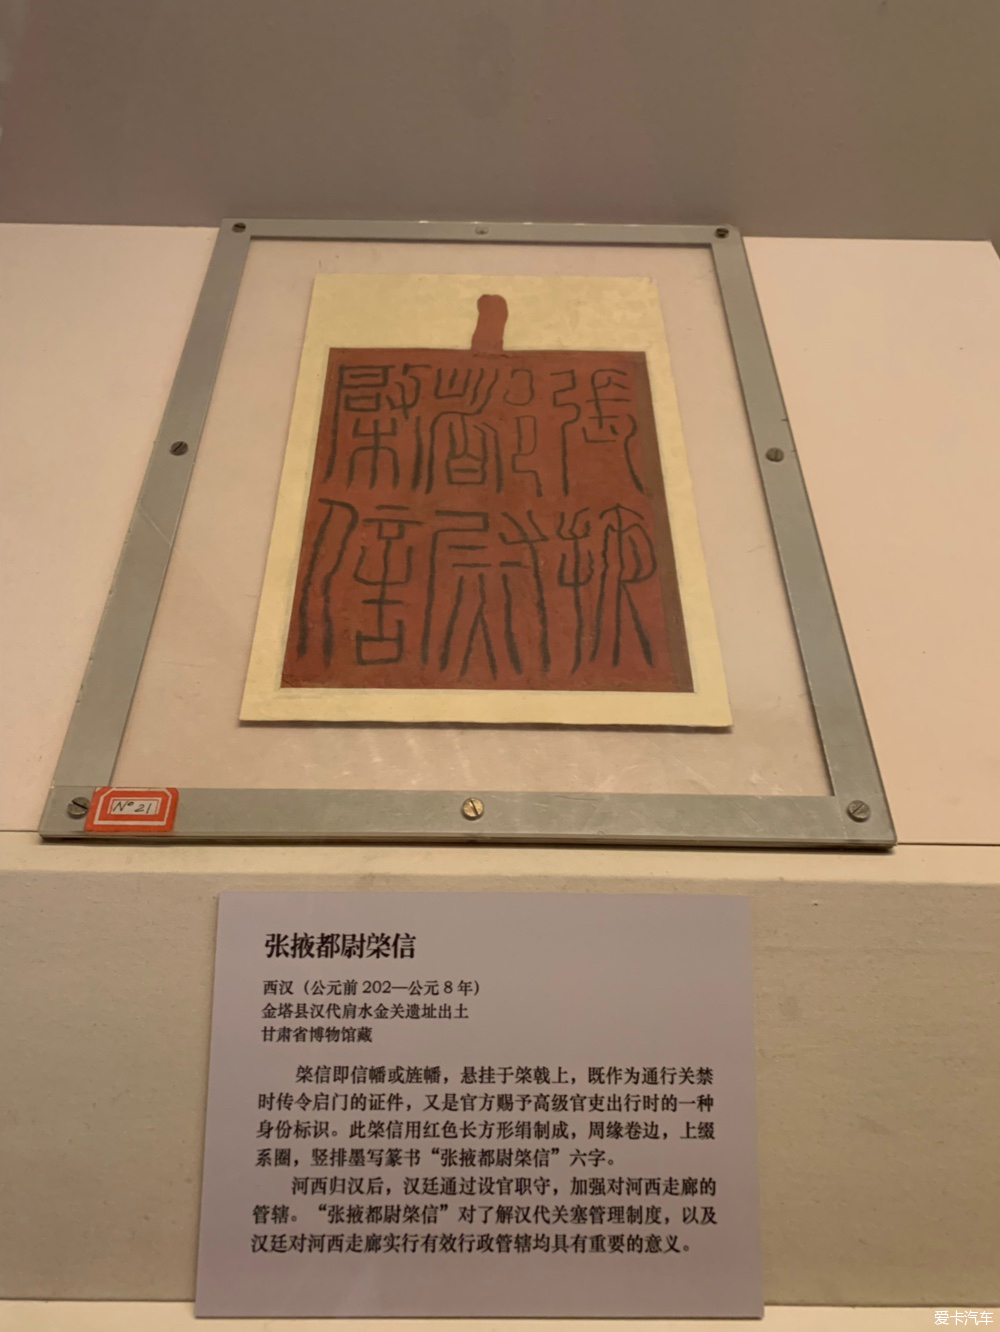 張掖
都尉
棨信
Nº 21
张掖都尉棨信
西汉（公元前 202—公元 8 年）
金塔县汉代肩水金关遗址出土
甘肃省博物馆藏
棨信即信幡或旌幡，悬挂于棨戟上，既作为通行关禁
时传令启门的证件，又是官方赐予高级官吏出行时的一种
身份标识。此棨信用红色长方形绢制成，周缘卷边，上缀
系圈，竖排墨写篆书“张掖都尉棨信”六字。
河西归汉后，汉廷通过设官职守，加强对河西走廊的
管辖。“张掖都尉棨信”对了解汉代关塞管理制度，以及
汉廷对河西走廊实行有效行政管辖均具有重要的意义。
爱卡汽车